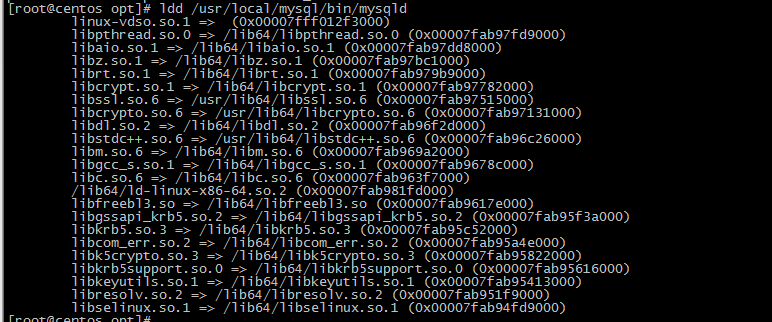 [root@centos opt]# ldd /usr/local/mysql/bin/mysqld
linux-vdso.so.1 =>  (0x00007fff012f3000)
libpthread.so.0 => /lib64/libpthread.so.0 (0x00007fab97fd9000)
libaio.so.1 => /lib64/libaio.so.1 (0x00007fab97dd8000)
libz.so.1 => /lib64/libz.so.1 (0x00007fab97bc1000)
librt.so.1 => /lib64/librt.so.1 (0x00007fab979b9000)
libcrypt.so.1 => /lib64/libcrypt.so.1 (0x00007fab97782000)
libssl.so.6 => /usr/lib64/libssl.so.6 (0x00007fab97515000)
libcrypto.so.6 => /usr/lib64/libcrypto.so.6 (0x00007fab97131000)
libdl.so.2 => /lib64/libdl.so.2 (0x00007fab96f2d000)
libstdc++.so.6 => /usr/lib64/libstdc++.so.6 (0x00007fab96c26000)
libm.so.6 => /lib64/libm.so.6 (0x00007fab969a2000)
libgcc_s.so.1 => /lib64/libgcc_s.so.1 (0x00007fab9678c000)
libc.so.6 => /lib64/libc.so.6 (0x00007fab963f7000)
/lib64/ld-linux-x86-64.so.2 (0x00007fab981fd000)
libfreebl3.so => /lib64/libfreebl3.so (0x00007fab9617e000)
libgssapi_krb5.so.2 => /lib64/libgssapi_krb5.so.2 (0x00007fab95f3a000)
libkrb5.so.3 => /lib64/libkrb5.so.3 (0x00007fab95c52000)
libcom_err.so.2 => /lib64/libcom_err.so.2 (0x00007fab95a4e000)
libk5crypto.so.3 => /lib64/libk5crypto.so.3 (0x00007fab95822000)
libkrb5support.so.0 => /lib64/libkrb5support.so.0 (0x00007fab95616000)
libkeyutils.so.1 => /lib64/libkeyutils.so.1 (0x00007fab95413000)
libresolv.so.2 => /lib64/libresolv.so.2 (0x00007fab951f9000)
libselinux.so.1 => /lib64/libselinux.so.1 (0x00007fab94fd9000)
[root@centos opt]#